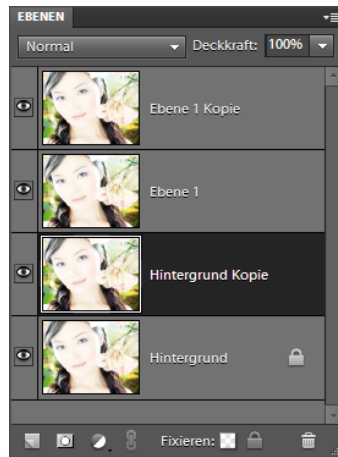 EBENEN
Normal Deckkraft: 100%
Ebene 1 Kopie
Ebene 1
Hintergrund Kopie
Hintergrund
Fixieren: